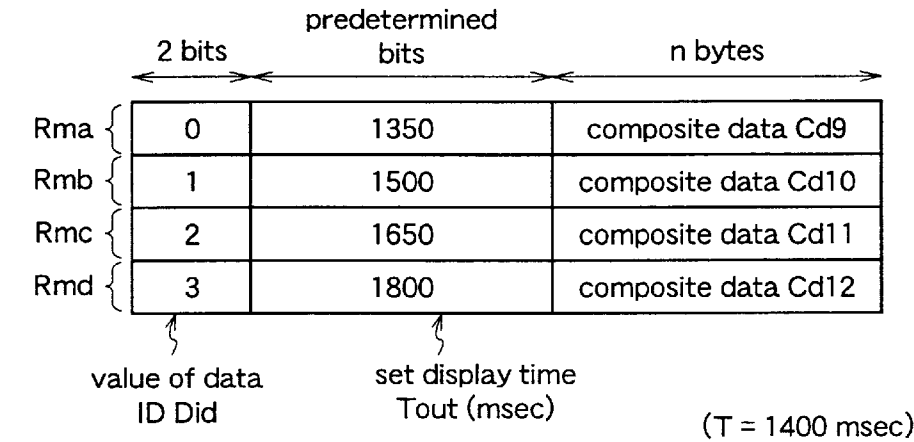 predetermined
2 bits bits n bytes
Rma 0 1350 composite data Cd9
Rmb 1 1500 composite data Cd10
Rmc 2 1650 composite data Cd11
Rmd 3 1800 composite data Cd12
value of data set display time
ID Did Tout (msec)
(T = 1400 msec)